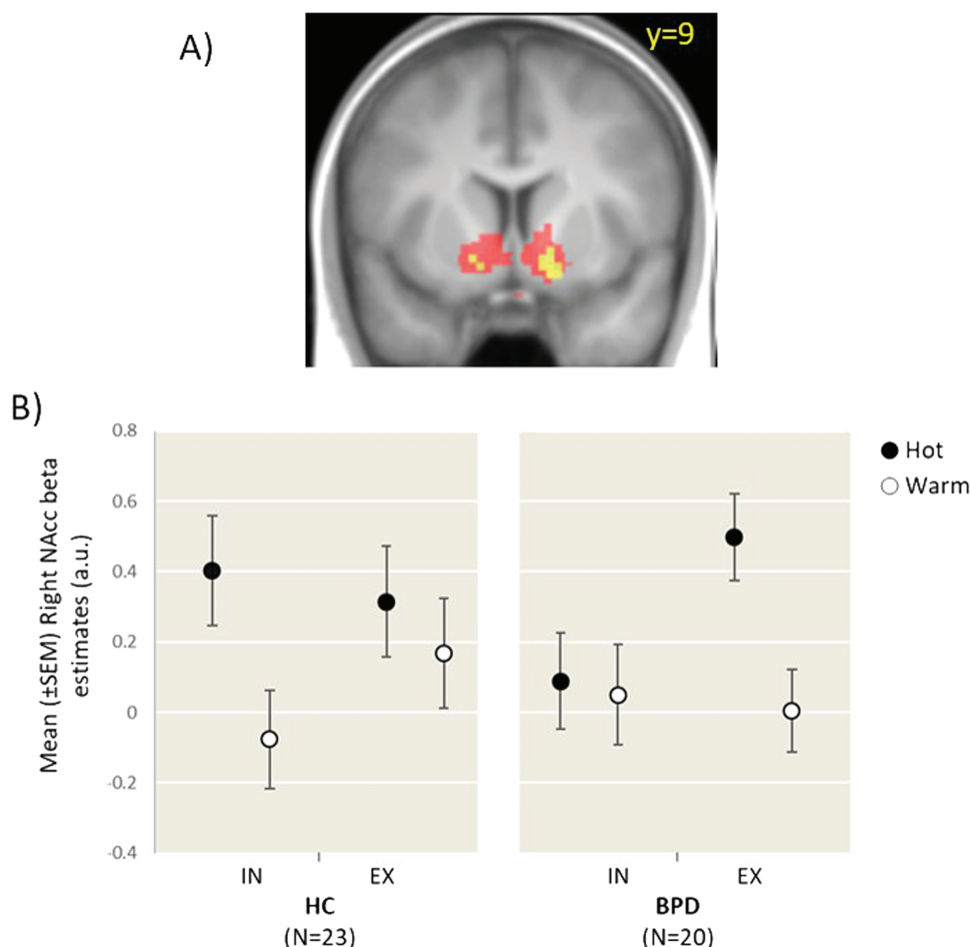 A)
y=9
B)
Mean (±SEM) Right NAcc beta
estimates (a.u.)
0.8
0.6
0.4
0.2
0
-0.2
-0.4
Hot
Warm
IN EX IN EX
HC BPD
(N=23) (N=20)